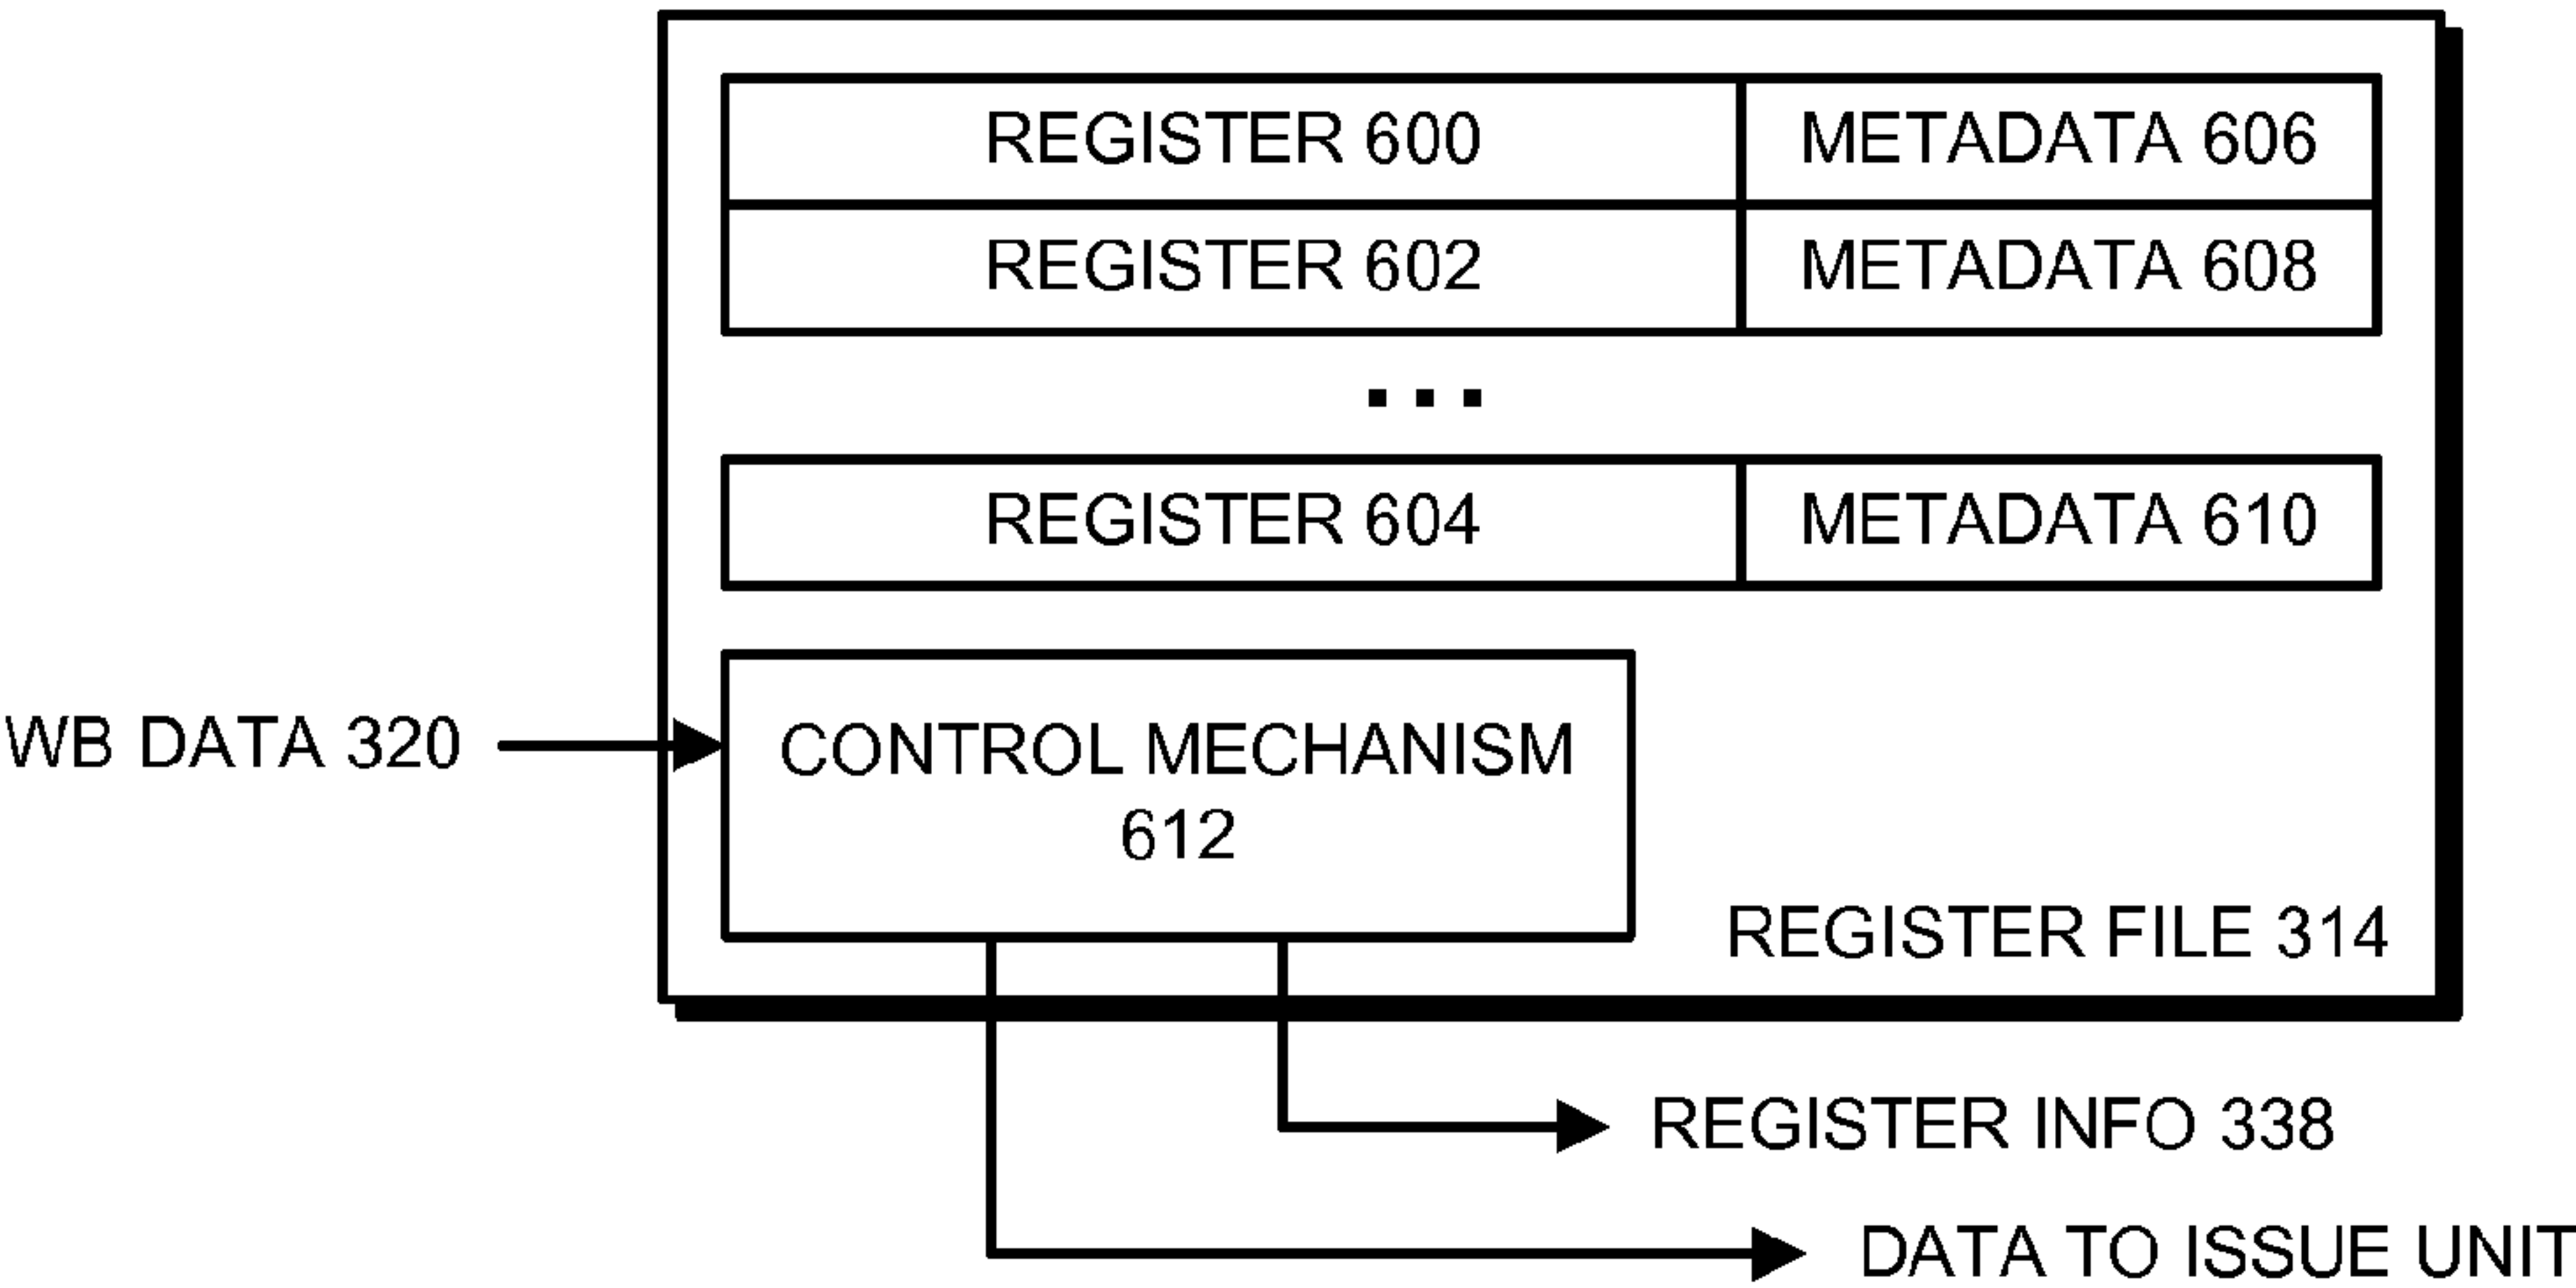 REGISTER 600 METADATA 606
REGISTER 602 METADATA 608
...
REGISTER 604 METADATA 610
WB DATA 320
CONTROL MECHANISM
612
REGISTER FILE 314
REGISTER INFO 338
DATA TO ISSUE UNIT